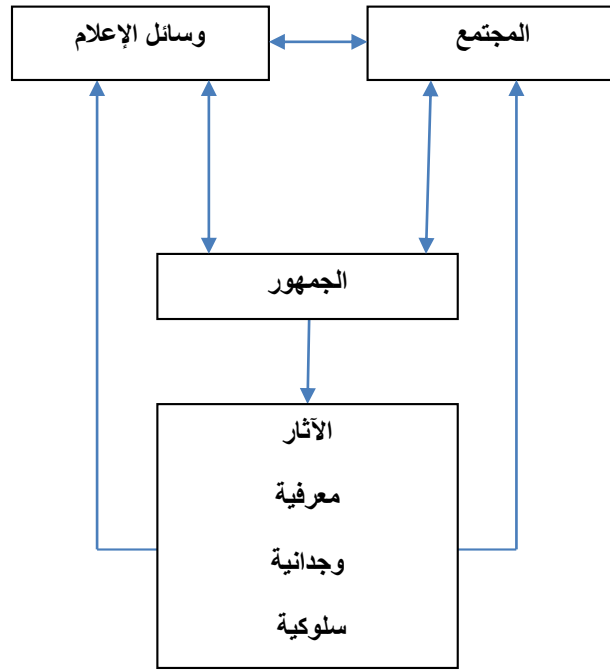 المجتمع
وسائل الإعلام
الجمهور
الآثار
معرفية
وجدانية
سلوكية